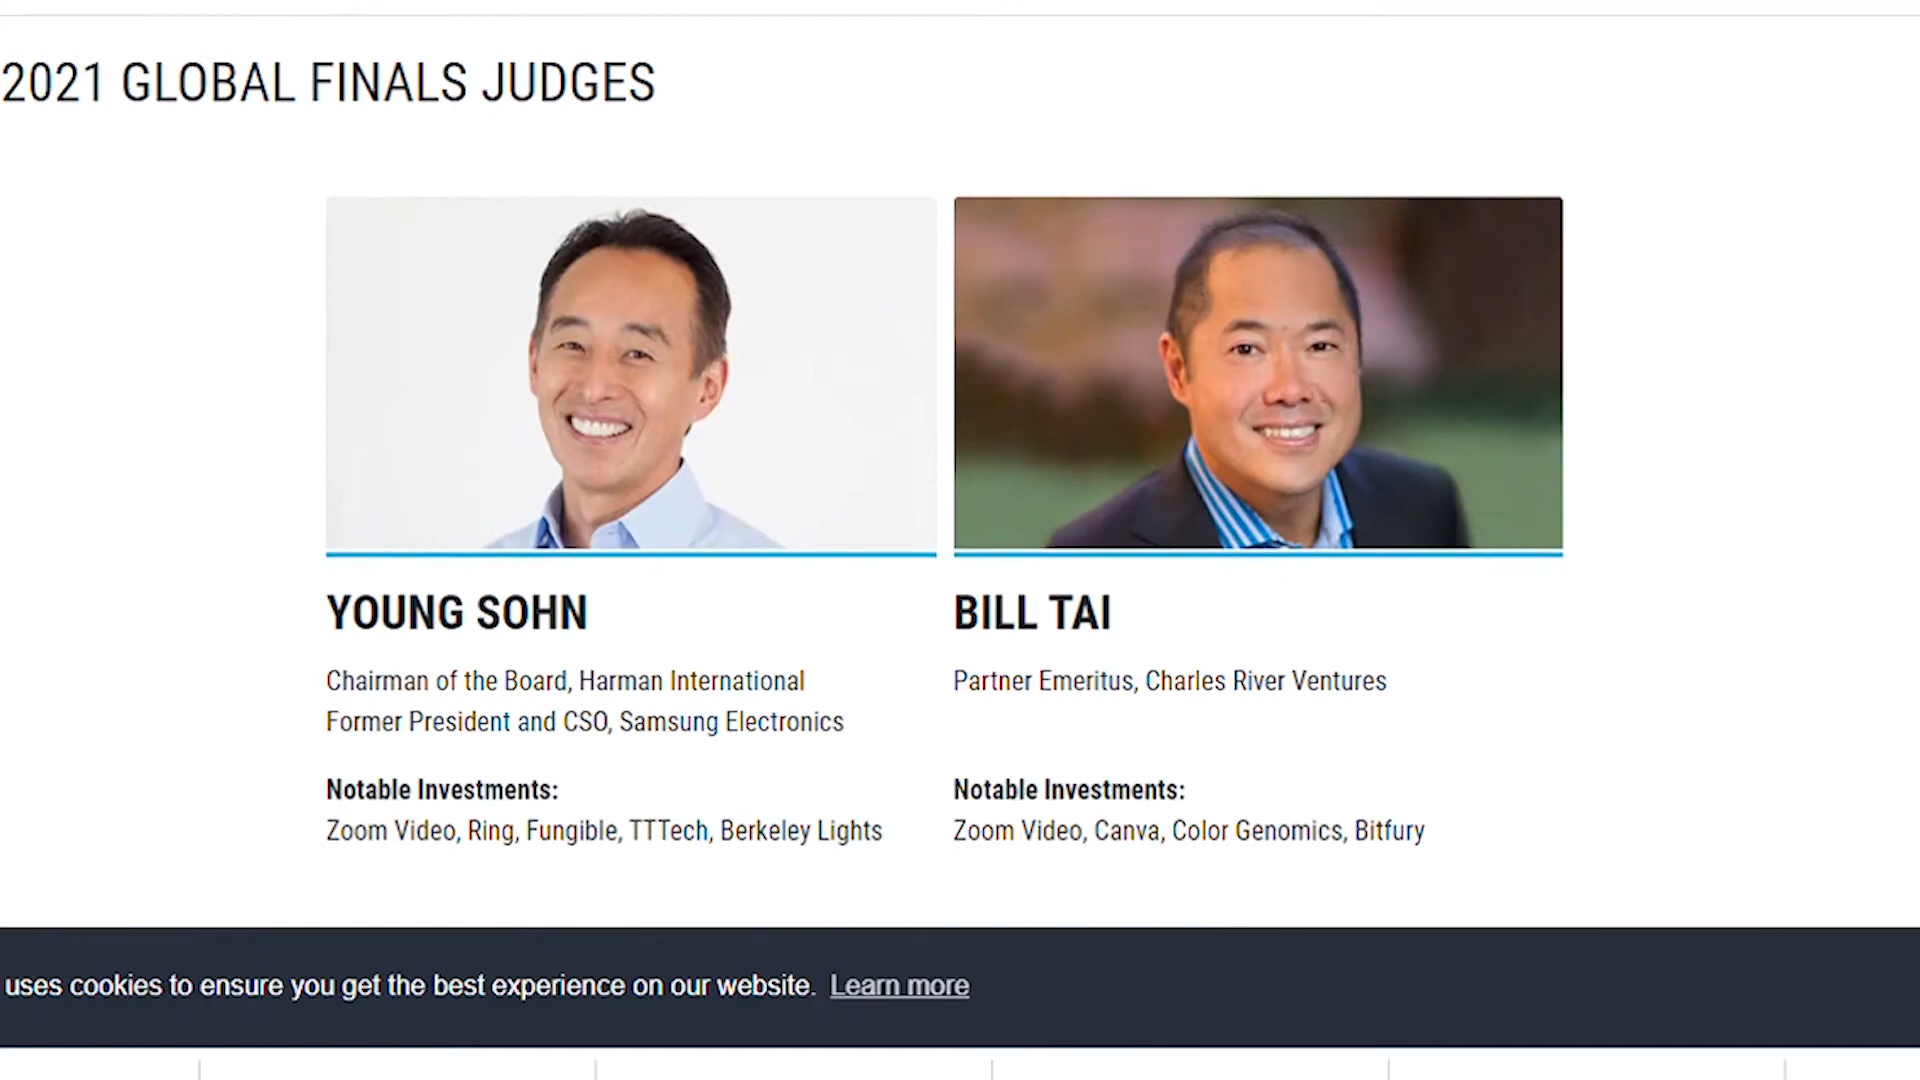 2021 GLOBAL FINALS JUDGES
YOUNG SOHN
Chairman of the Board, Harman International
Former President and CSO, Samsung Electronics
Notable Investments:
Zoom Video, Ring, Fungible, TTTech, Berkeley Lights
BILL TAI
Partner Emeritus, Charles River Ventures
Notable Investments:
Zoom Video, Canva, Color Genomics, Bitfury
uses cookies to ensure you get the best experience on our website. Learn more